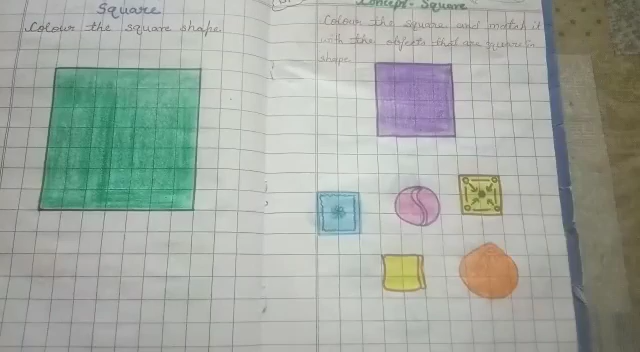 Square
Colour the square shape.
Concept - Square
Colour the square and match it
with the objects that are square in
shape.